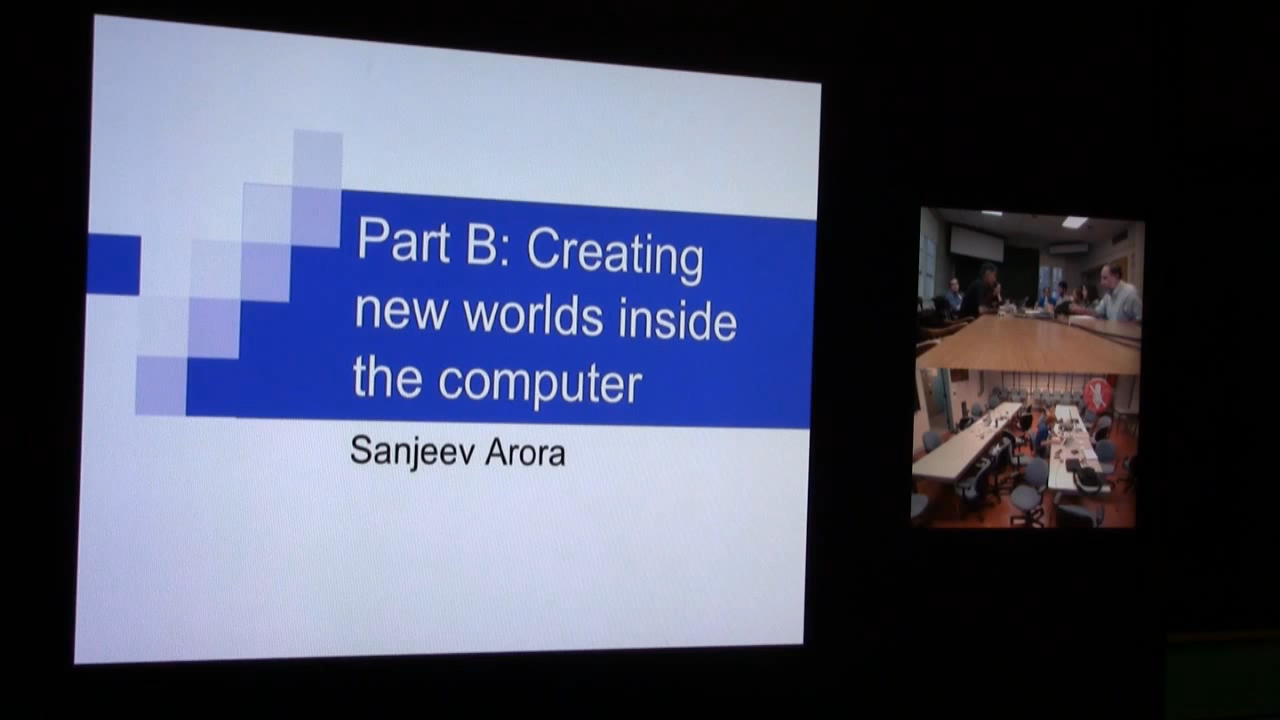 Part B: Creating
new worlds inside
the computer
Sanjeev Arora